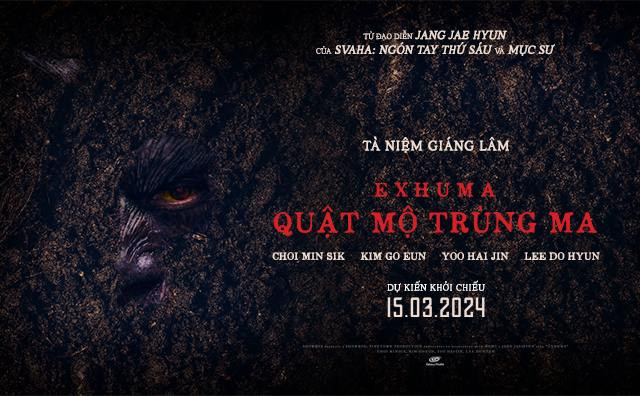 TỪ ĐẠO DIỄN JANG JAE HYUN
CỦA SVAHA: NGÓN TAY THỨ SÁU VÀ MỤC SƯ
TÀ NIỆM GIÁNG LÂM
EXHUMA
QUẬT MỘ TRÙNG MA
CHOI MIN SIK KIM GO EUN YOO HAI JIN LEE DO HYUN
DỰ KIẾN KHỞI CHIẾU
15.03.2024